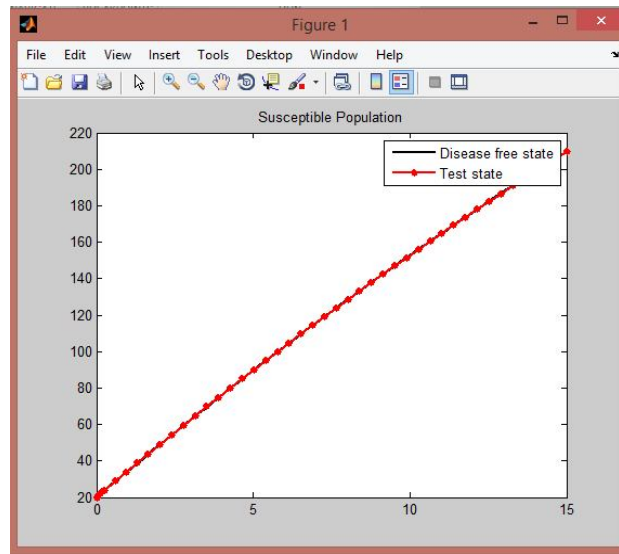 Figure 1
File Edit View Insert Tools Desktop Window Help
Susceptible Population
220
200
180
160
140
120
100
80
60
40
20
Disease free state
Test state
0 5 10 15